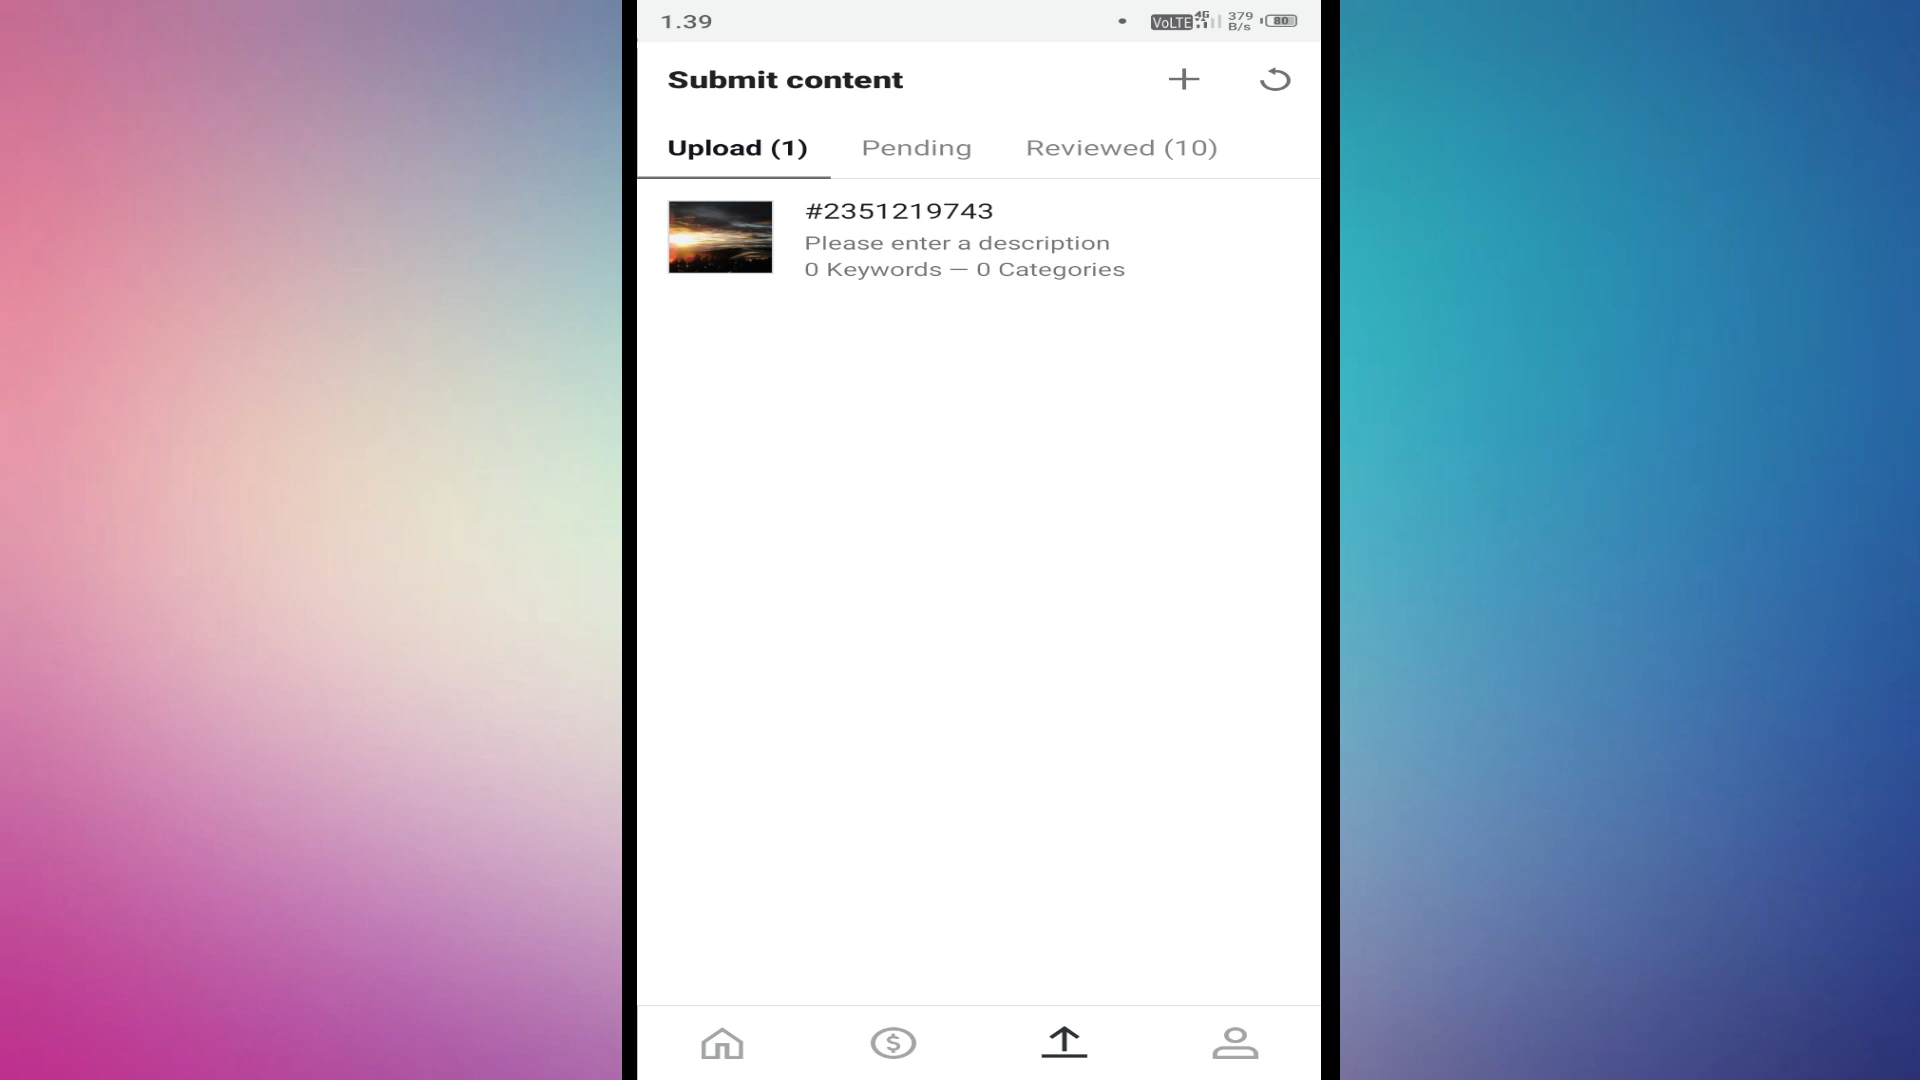 1.39
VoLTE 4G 379 B/s 80
Submit content
Upload (1) Pending Reviewed (10)
#2351219743
Please enter a description
0 Keywords — 0 Categories
$